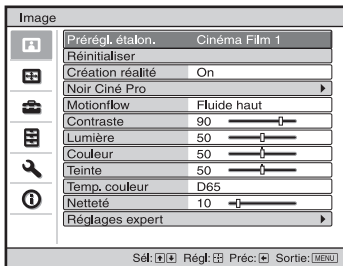 Image
Prérégl. étalon. Cinéma Film 1
Réinitialiser
Création réalité On
Noir Ciné Pro
Motionflow Fluide haut
Contraste 90
Lumière 50
Couleur 50
Teinte 50
Temp. couleur D65
Netteté 10
Réglages expert
Sél: Régl: Préc: Sortie: MENU